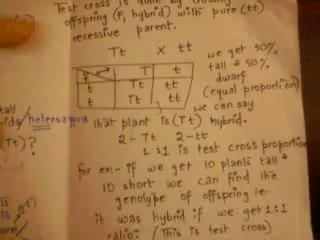 Test cross is done by crossing
offspring (F₁ hybrid) with pure (tt)
recessive parent.
Tt x tt
we get 50%
tall & 50%
dwarf
(equal proportion)
we can say
T t
t Tt tt
t Tt tt
that plant is (Tt) hybrid.
2 - Tt 2 - tt
1:1 is test cross proportion
for ex:- if we get 10 plants tall &
10 short we can find the
genotype of offspring ie
it was hybrid if we get 1:1
ratio. (This is test cross)
tall
heterozygous
(Tt)?